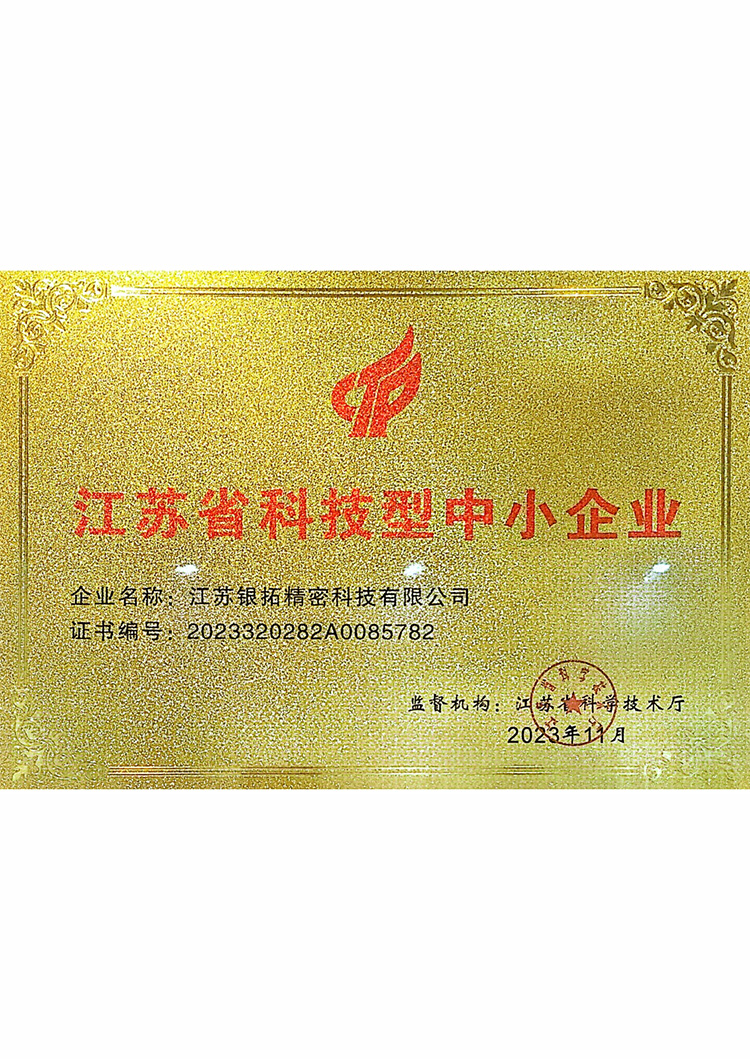 江苏省科技型中小企业
企业名称：江苏银拓精密科技有限公司
证书编号：2023320282A0085782
监督机构：江苏省科学技术厅
2023年11月